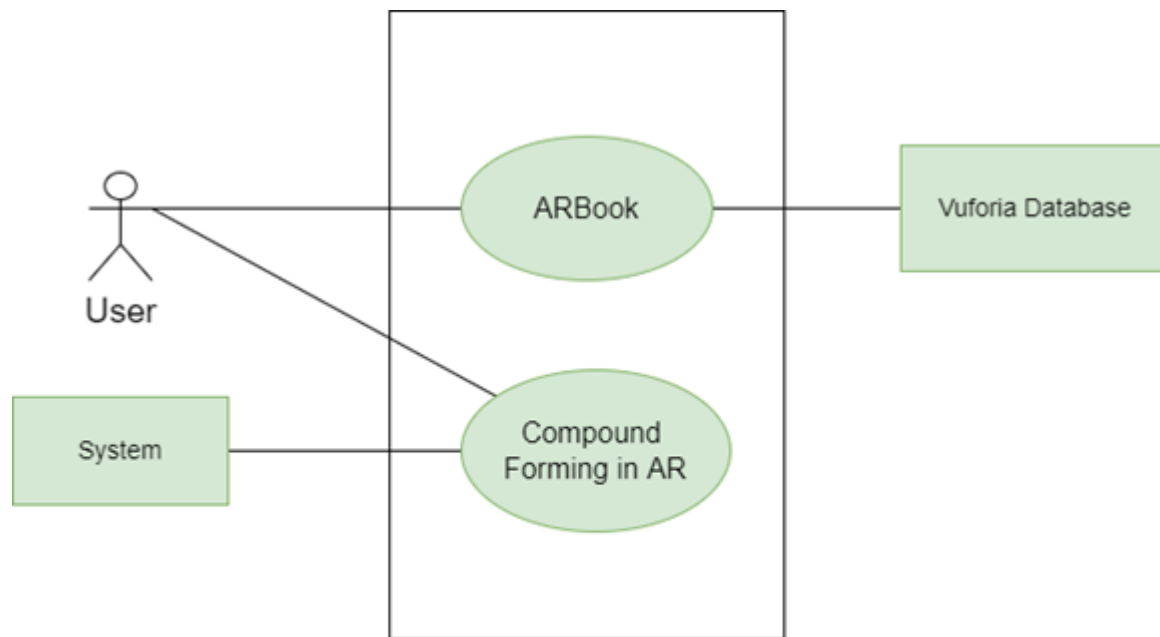 ARBook
Vuforia Database
User
System
Compound
Forming in AR